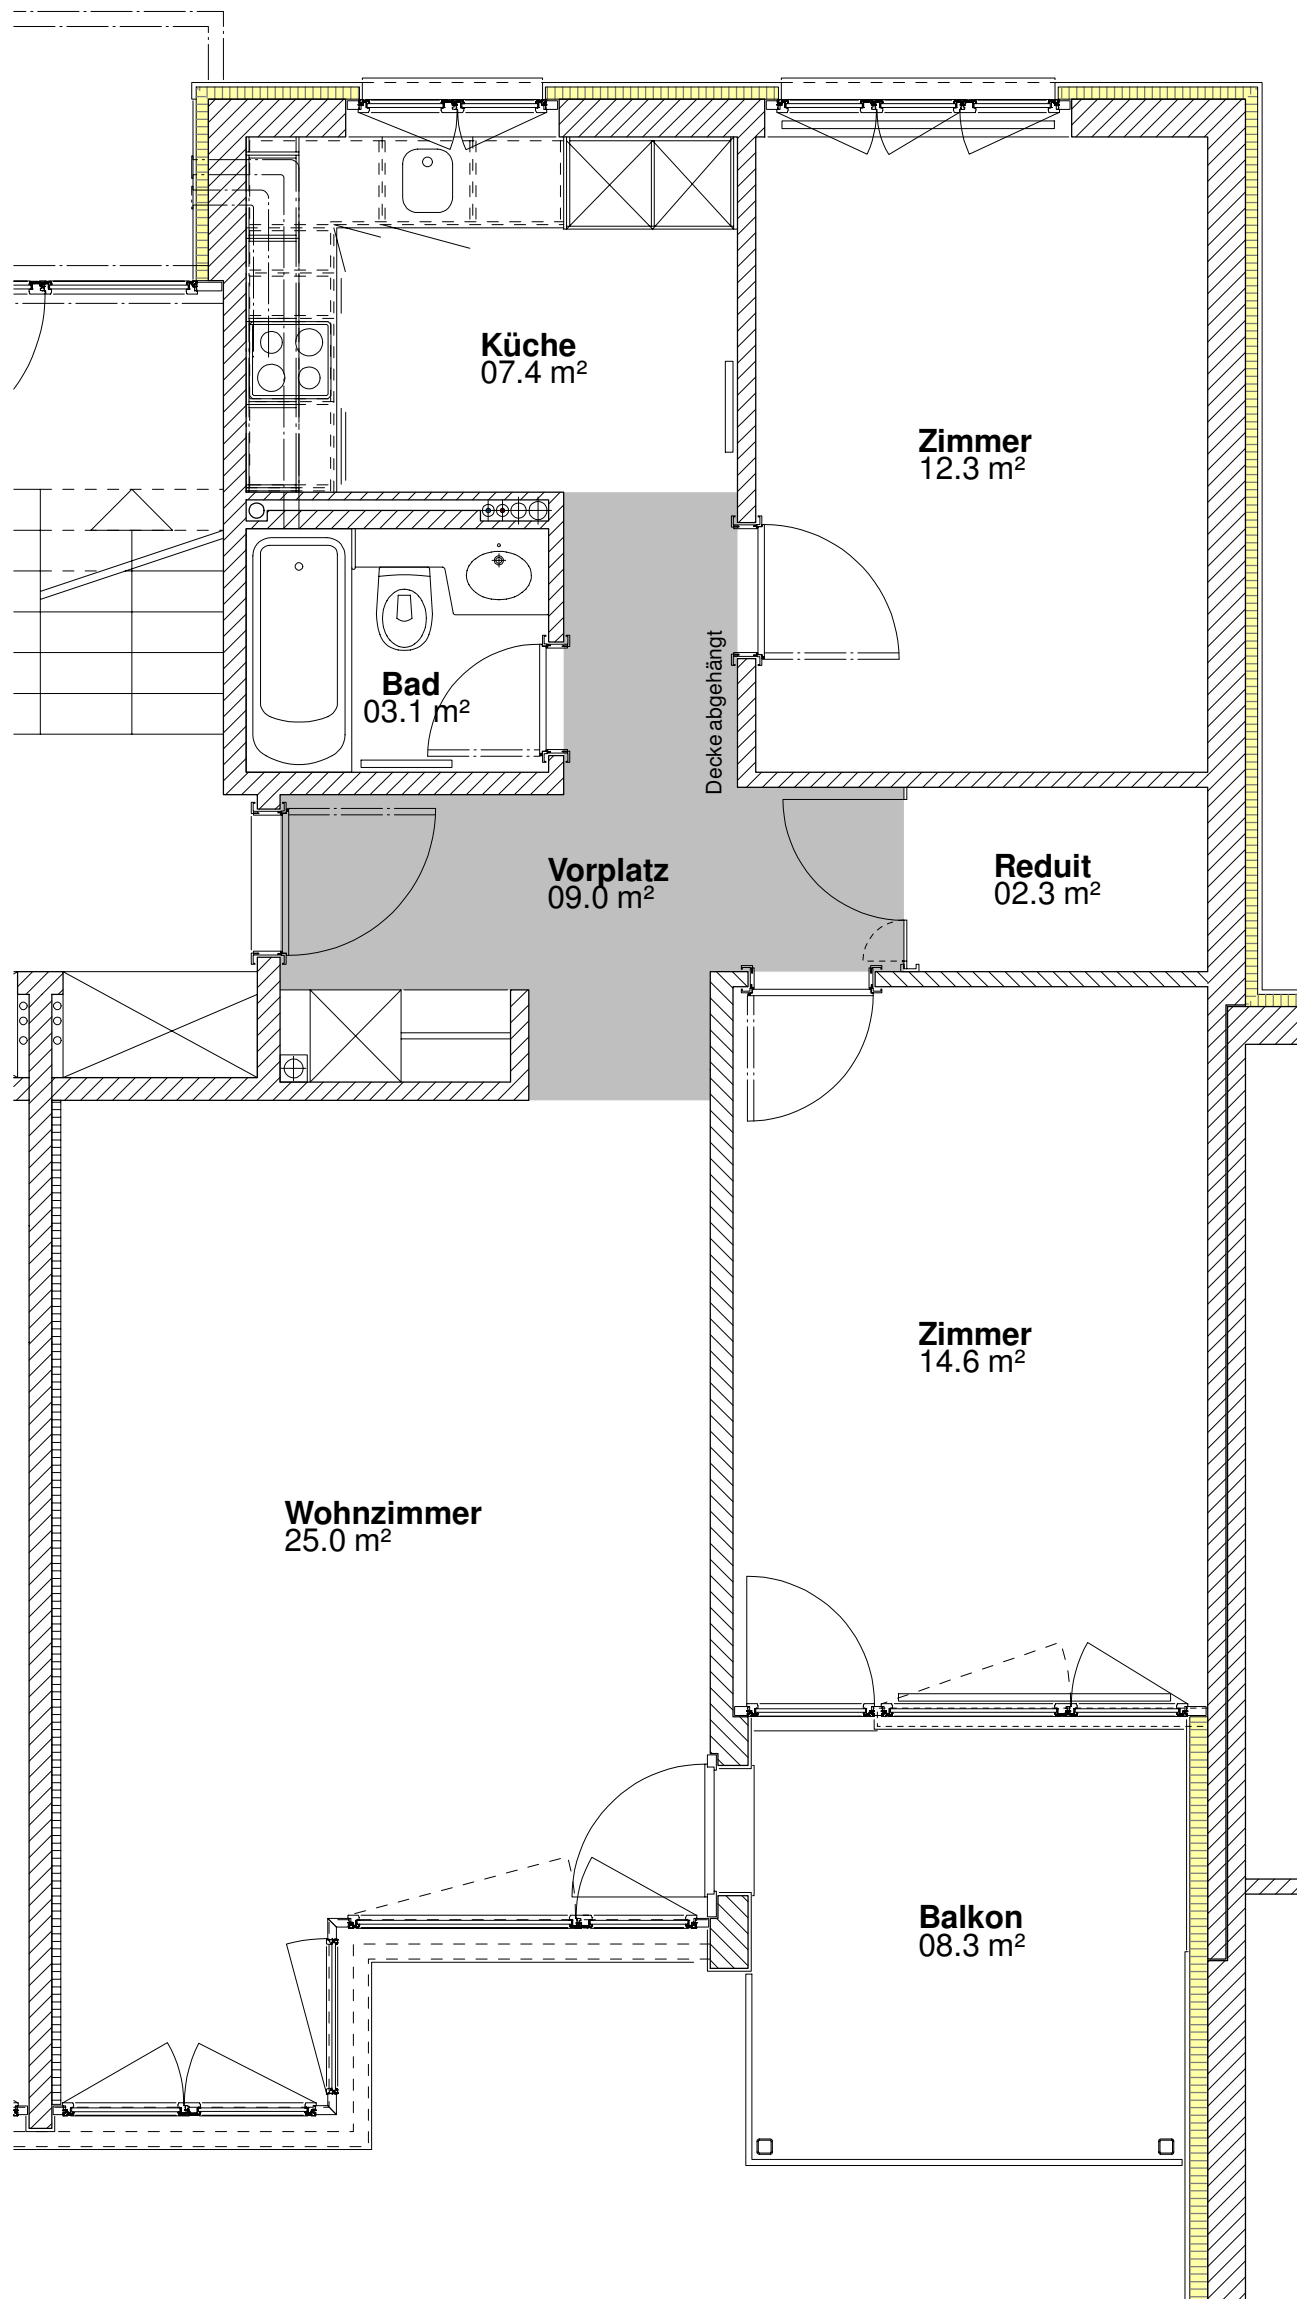 Küche
07.4 m²
Zimmer
12.3 m²
Decke abgehängt
Bad
03.1 m²
Vorplatz
09.0 m²
Reduit
02.3 m²
Zimmer
14.6 m²
Wohnzimmer
25.0 m²
Balkon
08.3 m²